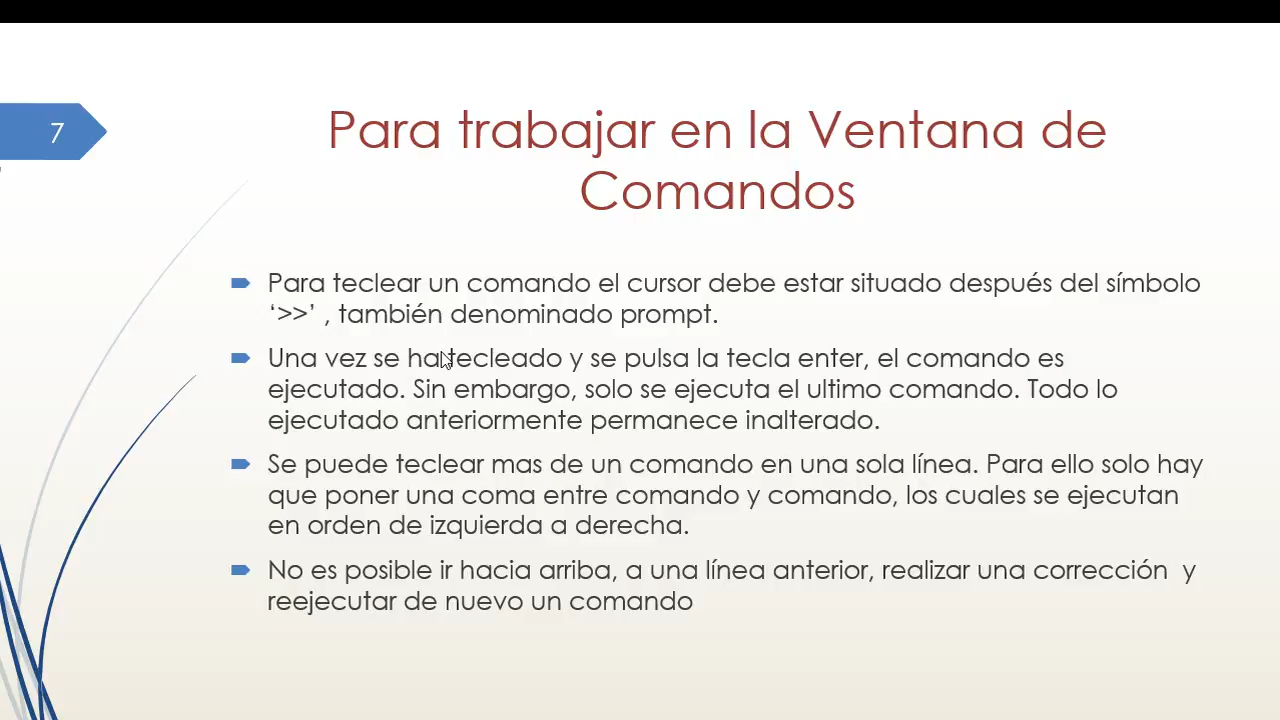 7
Para trabajar en la Ventana de
Comandos
Para teclear un comando el cursor debe estar situado después del símbolo
‘>>’ , también denominado prompt.
Una vez se ha tecleado y se pulsa la tecla enter, el comando es
ejecutado. Sin embargo, solo se ejecuta el ultimo comando. Todo lo
ejecutado anteriormente permanece inalterado.
Se puede teclear mas de un comando en una sola línea. Para ello solo hay
que poner una coma entre comando y comando, los cuales se ejecutan
en orden de izquierda a derecha.
No es posible ir hacia arriba, a una línea anterior, realizar una corrección  y
reejecutar de nuevo un comando